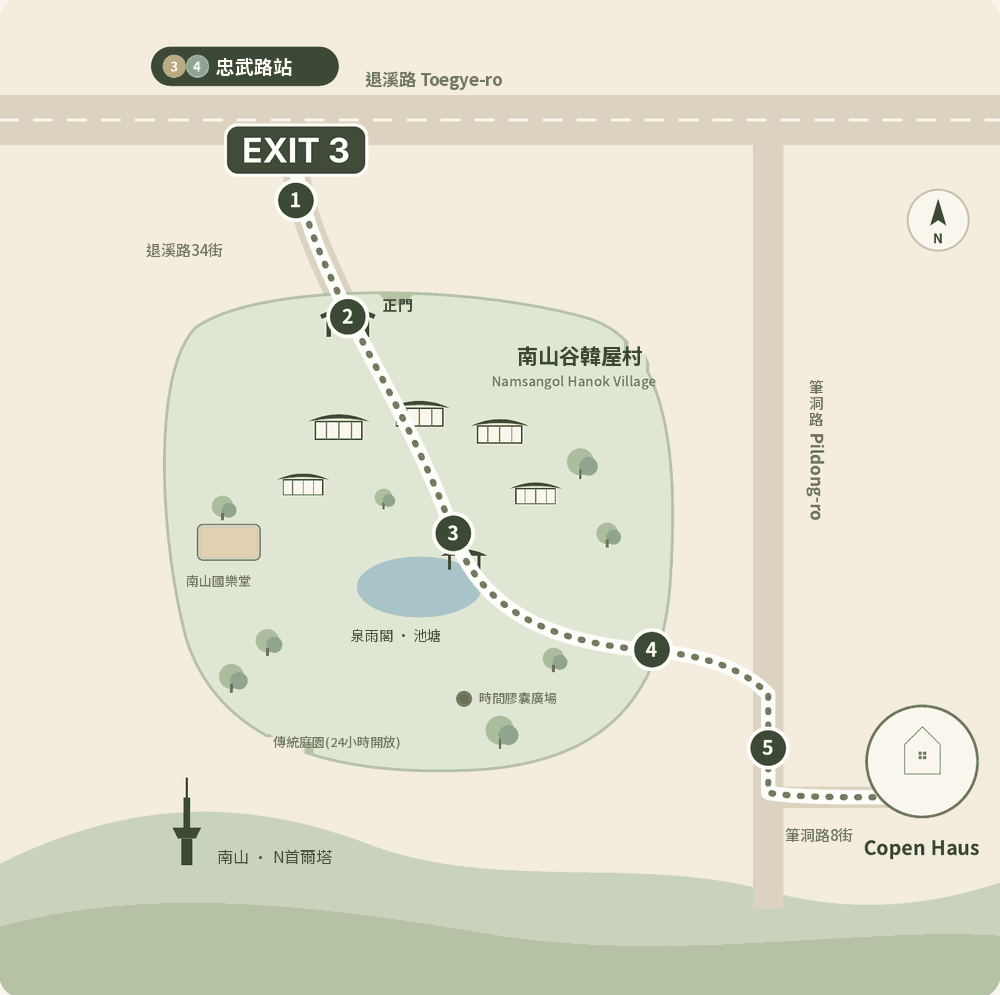 3 4 忠武路站
退溪路 Toegye-ro
EXIT 3
1
N
退溪路34街
2
正門
南山谷韓屋村
Namsangol Hanok Village
筆洞路 Pildong-ro
3
南山國樂堂
泉雨閣 · 池塘
4
時間膠囊廣場
傳統庭園(24小時開放)
5
筆洞路8街
Copen Haus
南山 · N首爾塔